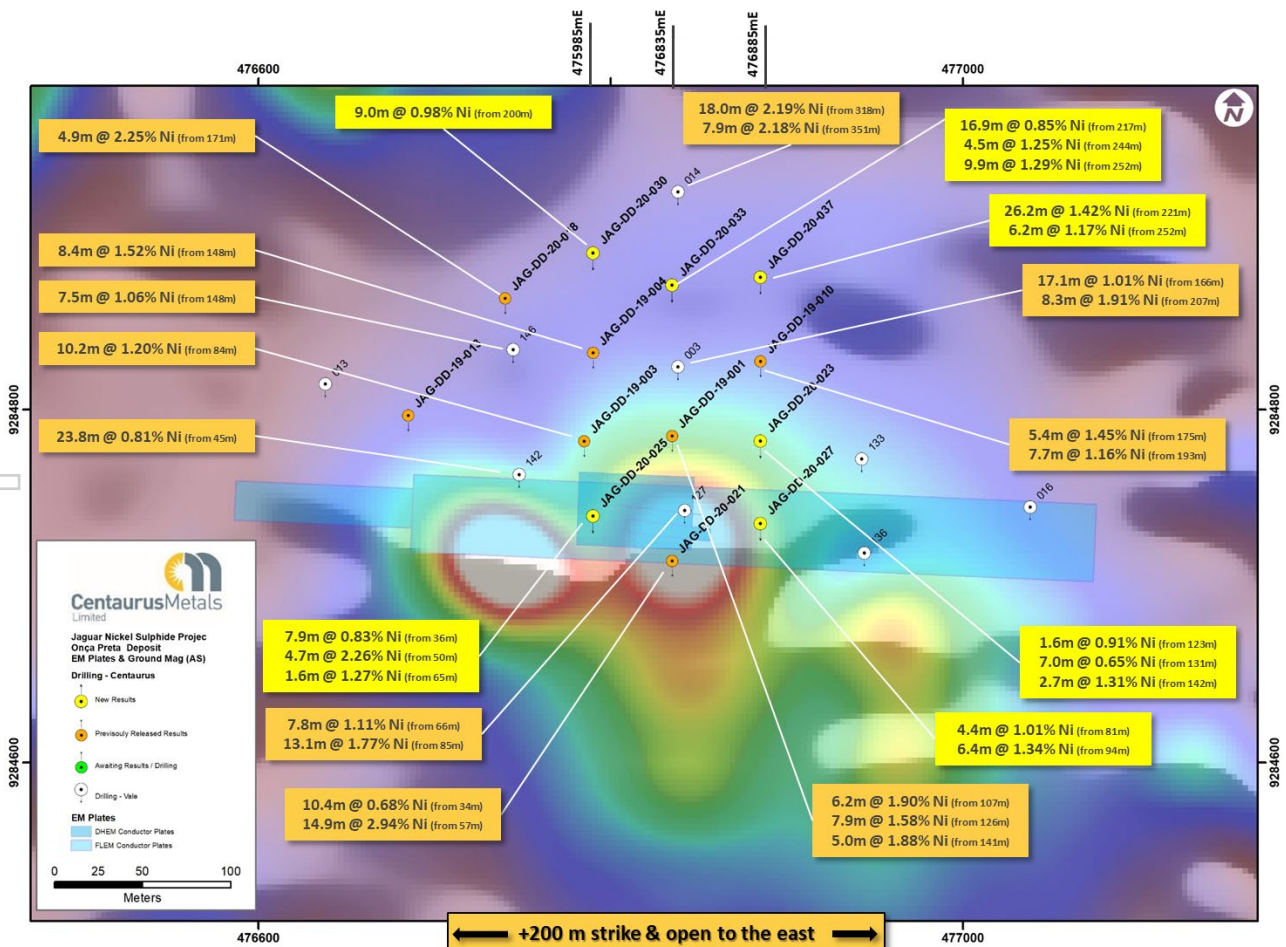 475985mE
476835mE
476885mE
476600
477000
9.0m @ 0.98% Ni (from 200m)
18.0m @ 2.19% Ni (from 318m)
7.9m @ 2.18% Ni (from 351m)
16.9m @ 0.85% Ni (from 217m)
4.5m @ 1.25% Ni (from 244m)
9.9m @ 1.29% Ni (from 252m)
N
4.9m @ 2.25% Ni (from 171m)
26.2m @ 1.42% Ni (from 221m)
6.2m @ 1.17% Ni (from 252m)
8.4m @ 1.52% Ni (from 148m)
17.1m @ 1.01% Ni (from 166m)
8.3m @ 1.91% Ni (from 207m)
7.5m @ 1.06% Ni (from 148m)
10.2m @ 1.20% Ni (from 84m)
23.8m @ 0.81% Ni (from 45m)
5.4m @ 1.45% Ni (from 175m)
7.7m @ 1.16% Ni (from 193m)
014
JAG-DD-20-030
JAG-DD-20-033
JAG-DD-20-037
JAG-DD-19-004
146
003
JAG-DD-19-010
013
JAG-DD-19-013
JAG-DD-19-003
JAG-DD-19-001
JAG-DD-20-023
142
JAG-DD-20-025
127
JAG-DD-20-021
JAG-DD-20-027
133
016
9284800
9284800
CentaurusMetals
Limited
Jaguar Nickel Sulphide Projec
Onça Preta Deposit
EM Plates & Ground Mag (AS)
Drilling - Centaurus
New Results
Previsouly Released Results
Awaiting Results / Drilling
Drilling - Vale
EM Plates
DHEM Conductor Plates
FLEM Conductor Plates
0 25 50 100
Meters
7.9m @ 0.83% Ni (from 36m)
4.7m @ 2.26% Ni (from 50m)
1.6m @ 1.27% Ni (from 65m)
1.6m @ 0.91% Ni (from 123m)
7.0m @ 0.65% Ni (from 131m)
2.7m @ 1.31% Ni (from 142m)
7.8m @ 1.11% Ni (from 66m)
13.1m @ 1.77% Ni (from 85m)
4.4m @ 1.01% Ni (from 81m)
6.4m @ 1.34% Ni (from 94m)
10.4m @ 0.68% Ni (from 34m)
14.9m @ 2.94% Ni (from 57m)
6.2m @ 1.90% Ni (from 107m)
7.9m @ 1.58% Ni (from 126m)
5.0m @ 1.88% Ni (from 141m)
9284600
9284600
476600
477000
+200 m strike & open to the east